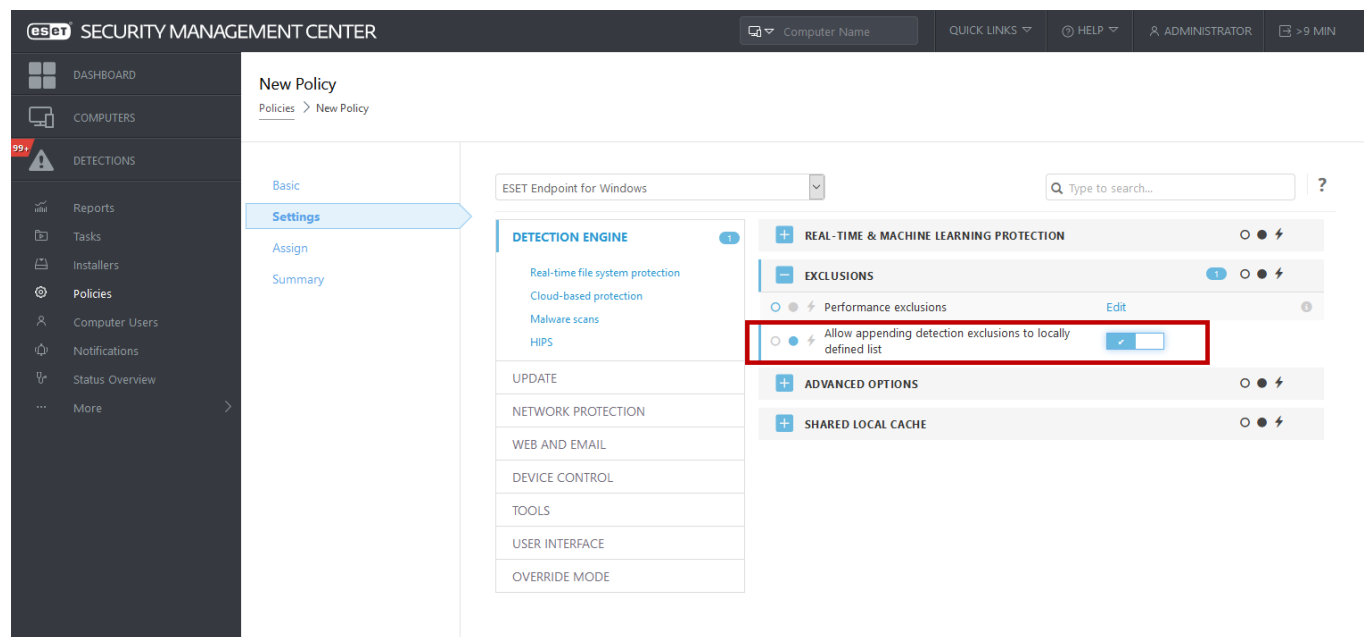 eset SECURITY MANAGEMENT CENTER
Computer Name
QUICK LINKS
HELP
ADMINISTRATOR
>9 MIN
DASHBOARD
COMPUTERS
99+
DETECTIONS
Reports
Tasks
Installers
Policies
Computer Users
Notifications
Status Overview
More
New Policy
Policies > New Policy
Basic
Settings
Assign
Summary
ESET Endpoint for Windows
Type to search...
?
DETECTION ENGINE 1
Real-time file system protection
Cloud-based protection
Malware scans
HIPS
UPDATE
NETWORK PROTECTION
WEB AND EMAIL
DEVICE CONTROL
TOOLS
USER INTERFACE
OVERRIDE MODE
REAL-TIME & MACHINE LEARNING PROTECTION
EXCLUSIONS 1
Performance exclusions Edit
Allow appending detection exclusions to locally
defined list
ADVANCED OPTIONS
SHARED LOCAL CACHE